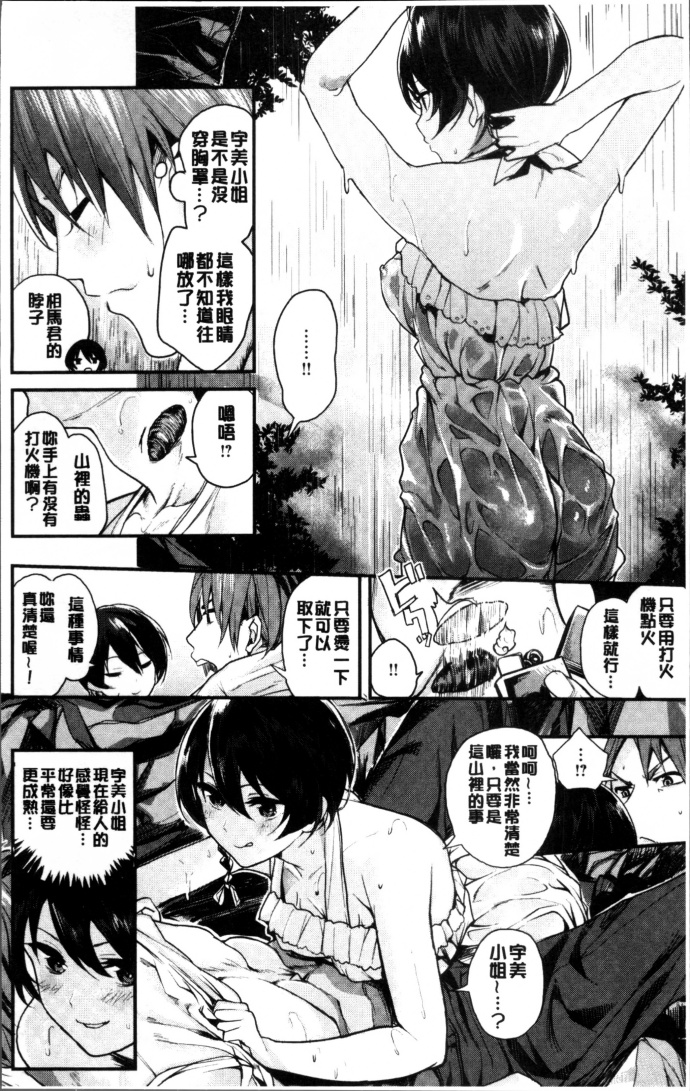 …!!
宇美小姐
是不是沒
穿胸罩…?
這樣我眼睛
都不知道往
哪放了…
相馬君的
脖子
嗯唔!?
山裡的蟲
妳手上有沒有
打火機啊?
只要用打火
機點火
這樣就行…
ビクッ
!!
只要燙一下
就可以
取下了…
這種事情
妳還
真清楚喔~!
…!?
呵呵~…
我當然非常清楚
囉,只要是
這山裡的事
宇美
小姐~…?
宇美小姐
現在給人的
感覺怪怪…
好像比
平常還要
更成熟…